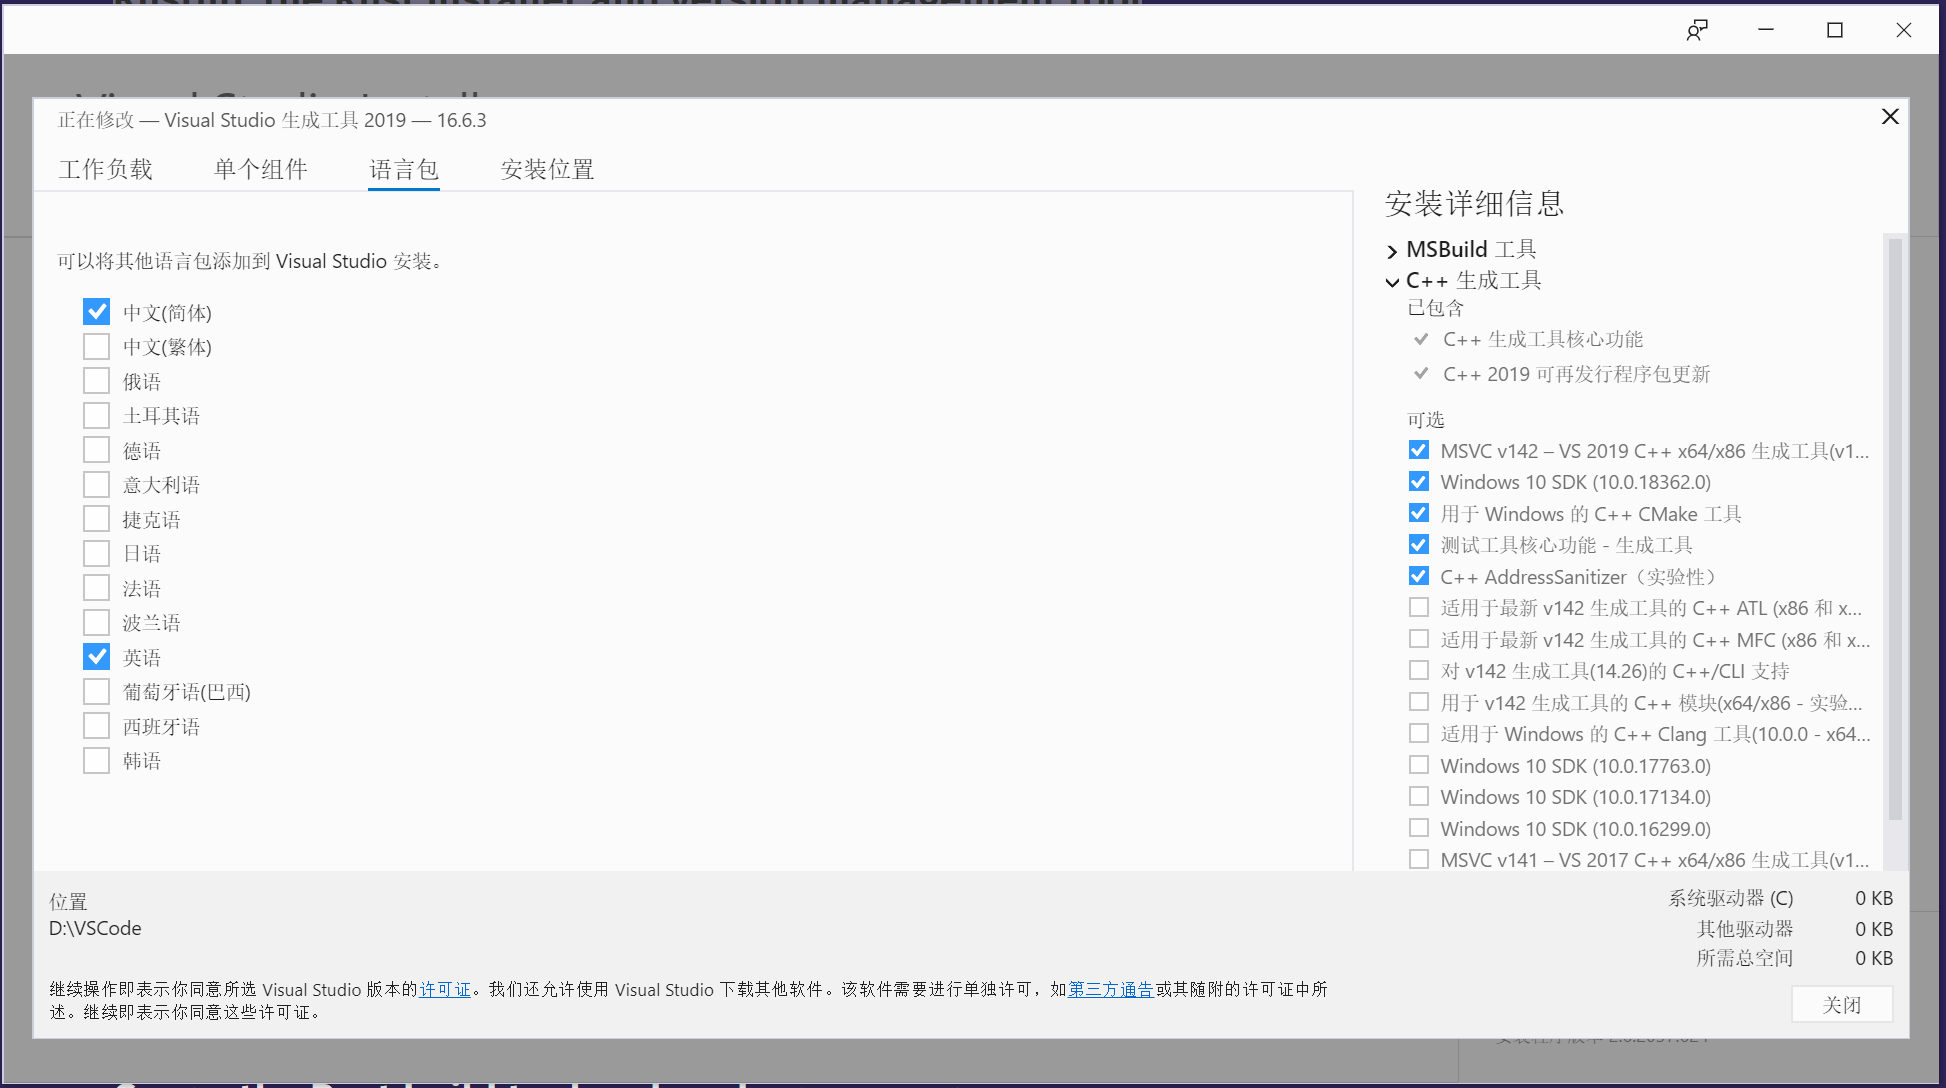 正在修改 — Visual Studio 生成工具 2019 — 16.6.3
工作负载
单个组件
语言包
安装位置
可以将其他语言包添加到 Visual Studio 安装。
中文(简体)
中文(繁体)
俄语
土耳其语
德语
意大利语
捷克语
日语
法语
波兰语
英语
葡萄牙语(巴西)
西班牙语
韩语
安装详细信息
MSBuild 工具
C++ 生成工具
已包含
C++ 生成工具核心功能
C++ 2019 可再发行程序包更新
可选
MSVC v142 – VS 2019 C++ x64/x86 生成工具(v1...
Windows 10 SDK (10.0.18362.0)
用于 Windows 的 C++ CMake 工具
测试工具核心功能 - 生成工具
C++ AddressSanitizer（实验性）
适用于最新 v142 生成工具的 C++ ATL (x86 和 x...
适用于最新 v142 生成工具的 C++ MFC (x86 和 x...
对 v142 生成工具(14.26)的 C++/CLI 支持
用于 v142 生成工具的 C++ 模块(x64/x86 - 实验...
适用于 Windows 的 C++ Clang 工具(10.0.0 - x64...
Windows 10 SDK (10.0.17763.0)
Windows 10 SDK (10.0.17134.0)
Windows 10 SDK (10.0.16299.0)
MSVC v141 – VS 2017 C++ x64/x86 生成工具(v1...
位置
D:\VSCode
系统驱动器 (C) 0 KB
其他驱动器 0 KB
所需总空间 0 KB
继续操作即表示你同意所选 Visual Studio 版本的许可证。我们还允许使用 Visual Studio 下载其他软件。该软件需要进行单独许可，如第三方通告或其随附的许可证中所
述。继续即表示你同意这些许可证。
关闭